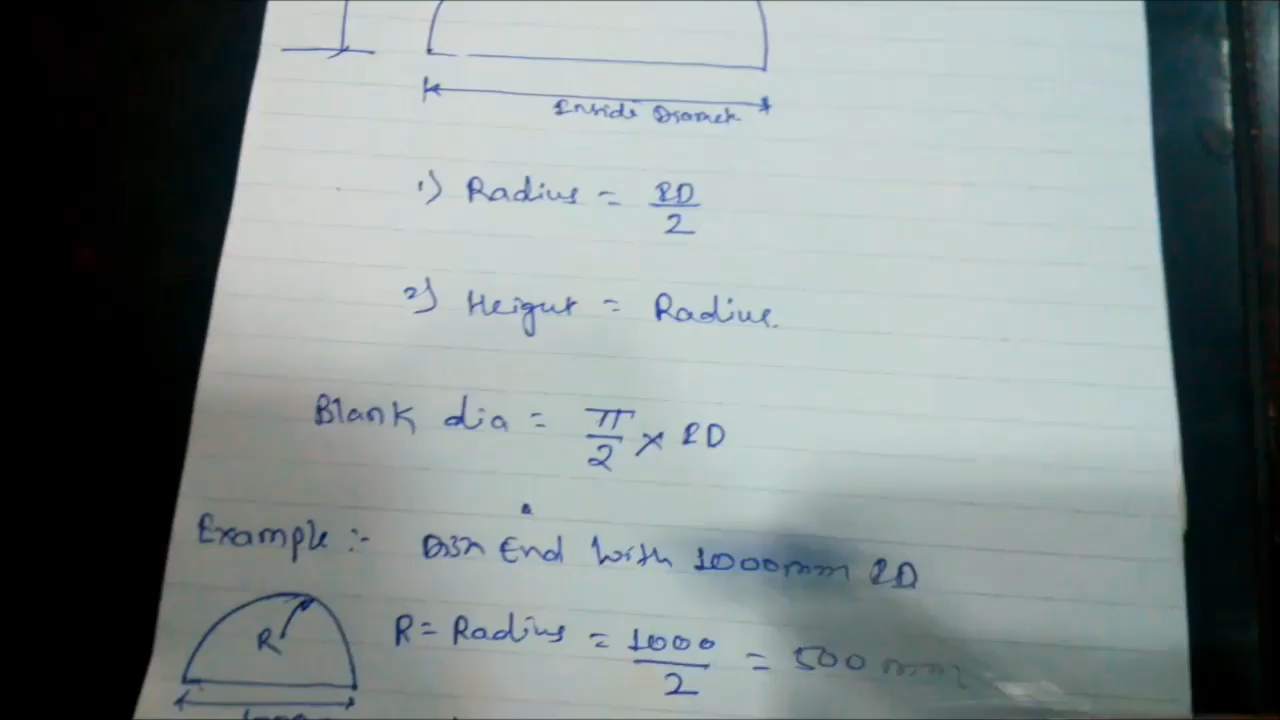 Inside Diameter
1) Radius = ID/2
2) Height = Radius.
Blank dia = π/2 × ID
Example :- Dish End with 1000mm ID
R
R = Radius = 1000/2 = 500 mm